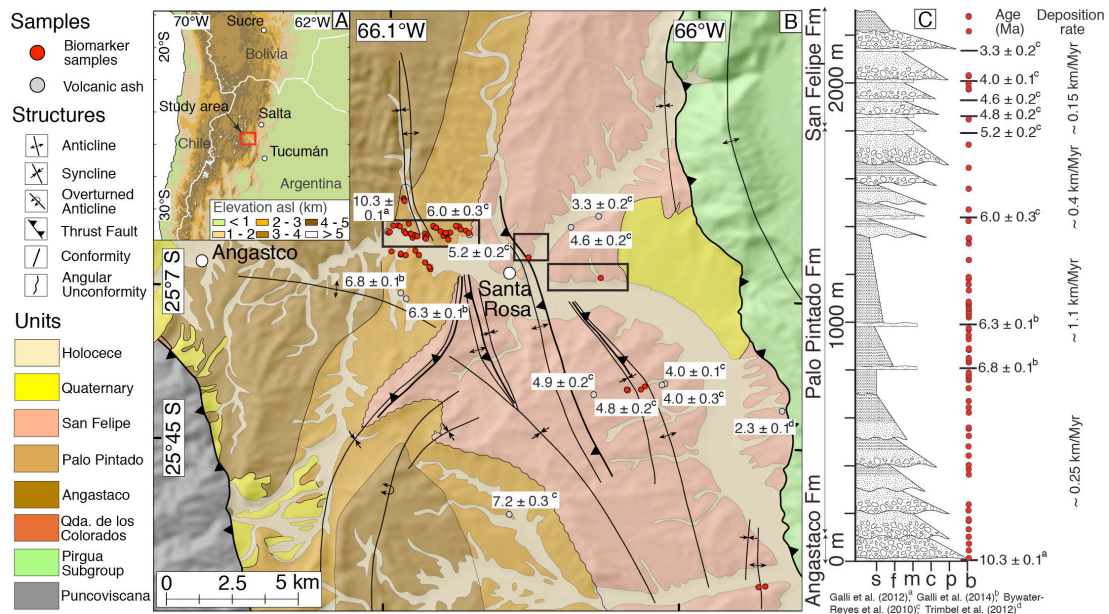 Samples
Biomarker
samples
Volcanic ash
Structures
Anticline
Syncline
Overturned
Anticline
Thrust Fault
Conformity
Angular
Unconformity
Units
Holocece
Quaternary
San Felipe
Palo Pintado
Angastaco
Qda. de los
Colorados
Pirgua
Subgroup
Puncoviscana
A
70°W
62°W
20°S
30°S
Sucre
Bolivia
Study area
Salta
Chile
Tucumán
Argentina
Elevation asl (km)
< 1
2 - 3
4 - 5
1 - 2
3 - 4
>5
B
66.1°W
66°W
25°7' S
25°45' S
10.3 ±
0.1a
6.0 ± 0.3c
3.3 ± 0.2c
4.6 ± 0.2c
5.2 ± 0.2c
Angastco
Santa
Rosa
6.8 ± 0.1b
6.3 ± 0.1b
4.9 ± 0.2c
4.0 ± 0.1c
4.8 ± 0.2c
4.0 ± 0.3c
2.3 ± 0.1d
7.2 ± 0.3 c
0
2.5
5 km
C
Age
(Ma)
Deposition
rate
San Felipe Fm
Palo Pintado Fm
Angastaco Fm
2000 m
1000 m
0 m
3.3 ± 0.2c
4.0 ± 0.1c
4.6 ± 0.2c
4.8 ± 0.2c
5.2 ± 0.2c
6.0 ± 0.3c
6.3 ± 0.1b
6.8 ± 0.1b
10.3 ± 0.1a
~ 0.15 km/Myr
~0.4 km/Myr
~ 1.1 km/Myr
~ 0.25 km/Myr
s f m c p b
Galli et al. (2012),a Galli et al. (2014)b Bywater-
Reyes et al. (2010)c Trimbel et al. 2012)d